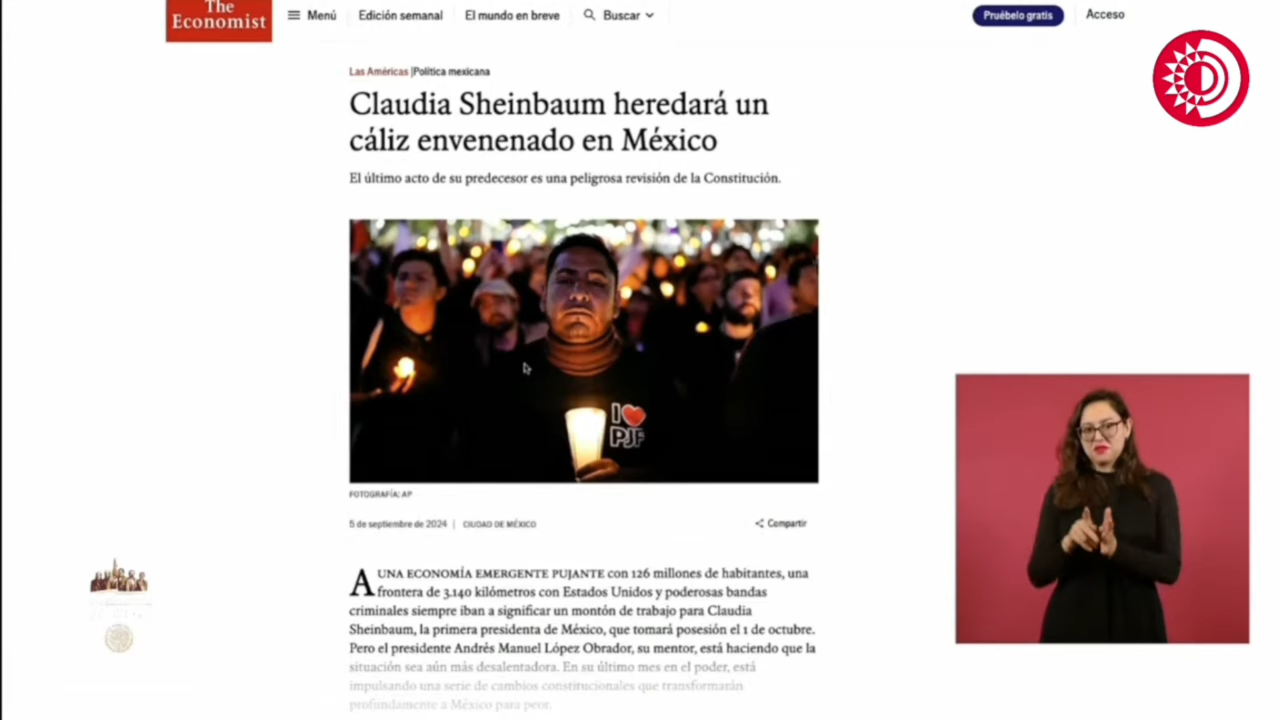 The
Economist
Menú
Edición semanal
El mundo en breve
Buscar
Pruébelo gratis
Acceso
Las Américas |Política mexicana
Claudia Sheinbaum heredará un
cáliz envenenado en México
El último acto de su predecesor es una peligrosa revisión de la Constitución.
I
PJF
FOTOGRAFÍA: AP
5 de septiembre de 2024 | CIUDAD DE MÉXICO
Compartir
A UNA ECONOMÍA EMERGENTE PUJANTE con 126 millones de habitantes, una
frontera de 3.140 kilómetros con Estados Unidos y poderosas bandas
criminales siempre iban a significar un montón de trabajo para Claudia
Sheinbaum, la primera presidenta de México, que tomará posesión el 1 de octubre.
Pero el presidente Andrés Manuel López Obrador, su mentor, está haciendo que la
situación sea aún más desalentadora. En su último mes en el poder, está
impulsando una serie de cambios constitucionales que transformarán
profundamente a México para peor.